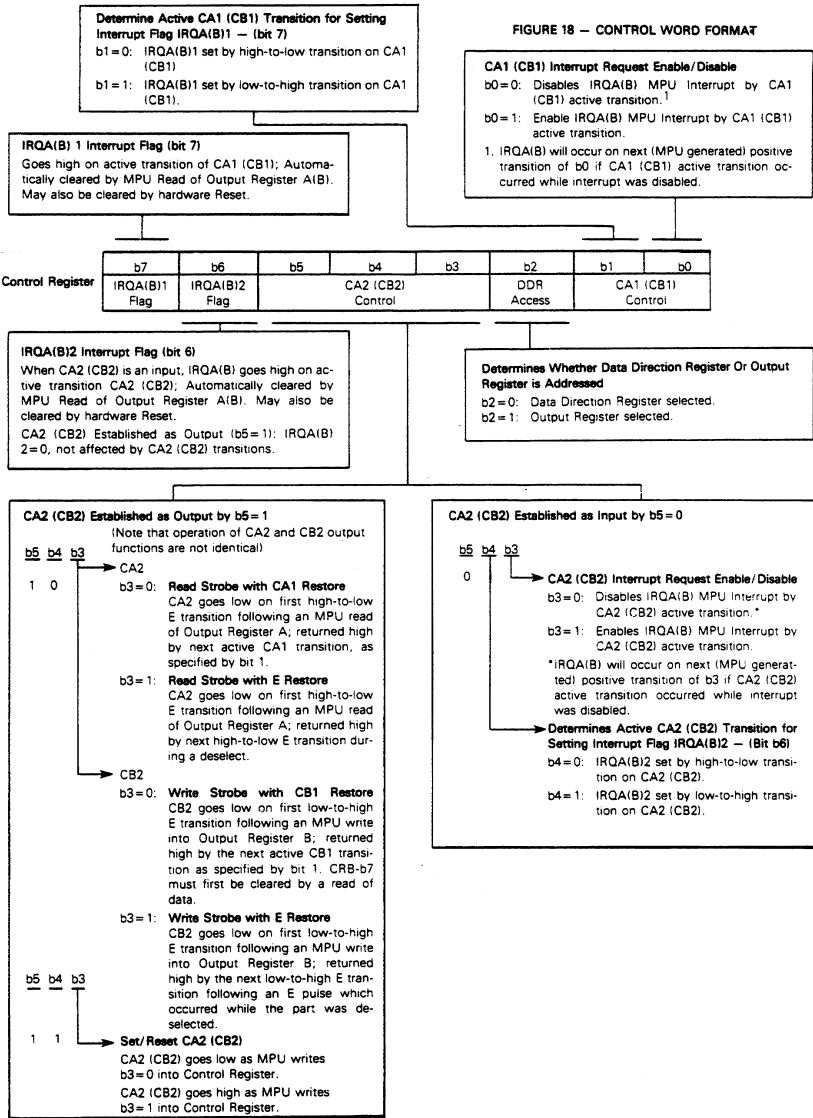 Determine Active CA1 (CB1) Transition for Setting
Interrupt Flag IRQA(B)1 — (bit 7)
b1=0: IRQA(B)1 set by high-to-low transition on CA1
(CB1)
b1=1: IRQA(B)1 set by low-to-high transition on CA1
(CB1).
FIGURE 18 — CONTROL WORD FORMAT
CA1 (CB1) Interrupt Request Enable/Disable
b0=0: Disables IRQA(B) MPU Interrupt by CA1
(CB1) active transition.1
b0=1: Enable IRQA(B) MPU Interrupt by CA1 (CB1)
active transition.
1. IRQA(B) will occur on next (MPU generated) positive
transition of b0 if CA1 (CB1) active transition oc-
curred while interrupt was disabled.
IRQA(B) 1 Interrupt Flag (bit 7)
Goes high on active transition of CA1 (CB1); Automa-
tically cleared by MPU Read of Output Register A(B).
May also be cleared by hardware Reset.
Control Register
b7 b6 b5 b4 b3 b2 b1 b0
IRQA(B)1 IRQA(B)2 CA2 (CB2) DDR CA1 (CB1)
Flag Flag Control Access Control
IRQA(B)2 Interrupt Flag (bit 6)
When CA2 (CB2) is an input, IRQA(B) goes high on ac-
tive transition CA2 (CB2); Automatically cleared by
MPU Read of Output Register A(B). May also be
cleared by hardware Reset.
CA2 (CB2) Established as Output (b5=1): IRQA(B)
2=0, not affected by CA2 (CB2) transitions.
Determines Whether Data Direction Register Or Output
Register is Addressed
b2=0: Data Direction Register selected.
b2=1: Output Register selected.
CA2 (CB2) Established as Output by b5=1
(Note that operation of CA2 and CB2 output
functions are not identical)
b5 b4 b3
CA2
1 0
b3=0: Read Strobe with CA1 Restore
CA2 goes low on first high-to-low
E transition following an MPU read
of Output Register A; returned high
by next active CA1 transition, as
specified by bit 1.
b3=1: Read Strobe with E Restore
CA2 goes low on first high-to-low
E transition following an MPU read
of Output Register A; returned high
by next high-to-low E transition dur-
ing a deselect.
CB2
b3=0: Write Strobe with CB1 Restore
CB2 goes low on first low-to-high
E transition following an MPU write
into Output Register B; returned
high by the next active CB1 transi-
tion as specified by bit 1. CRB-b7
must first be cleared by a read of
data.
b3=1: Write Strobe with E Restore
CB2 goes low on first low-to-high
E transition following an MPU write
into Output Register B; returned
high by the next low-to-high E tran-
sition following an E pulse which
occurred while the part was de-
selected.
b5 b4 b3
1 1
Set/Reset CA2 (CB2)
CA2 (CB2) goes low as MPU writes
b3=0 into Control Register.
CA2 (CB2) goes high as MPU writes
b3=1 into Control Register.
CA2 (CB2) Established as Input by b5=0
b5 b4 b3
0
CA2 (CB2) Interrupt Request Enable/Disable
b3=0: Disables IRQA(B) MPU Interrupt by
CA2 (CB2) active transition.*
b3=1: Enables IRQA(B) MPU Interrupt by
CA2 (CB2) active transition.
*IRQA(B) will occur on next (MPU generat-
ted) positive transition of b3 if CA2 (CB2)
active transition occurred while interrupt
was disabled.
Determines Active CA2 (CB2) Transition for
Setting Interrupt Flag IRQA(B)2 — (Bit b6)
b4=0: IRQA(B)2 set by high-to-low transi-
tion on CA2 (CB2).
b4=1: IRQA(B)2 set by low-to-high transi-
tion on CA2 (CB2).